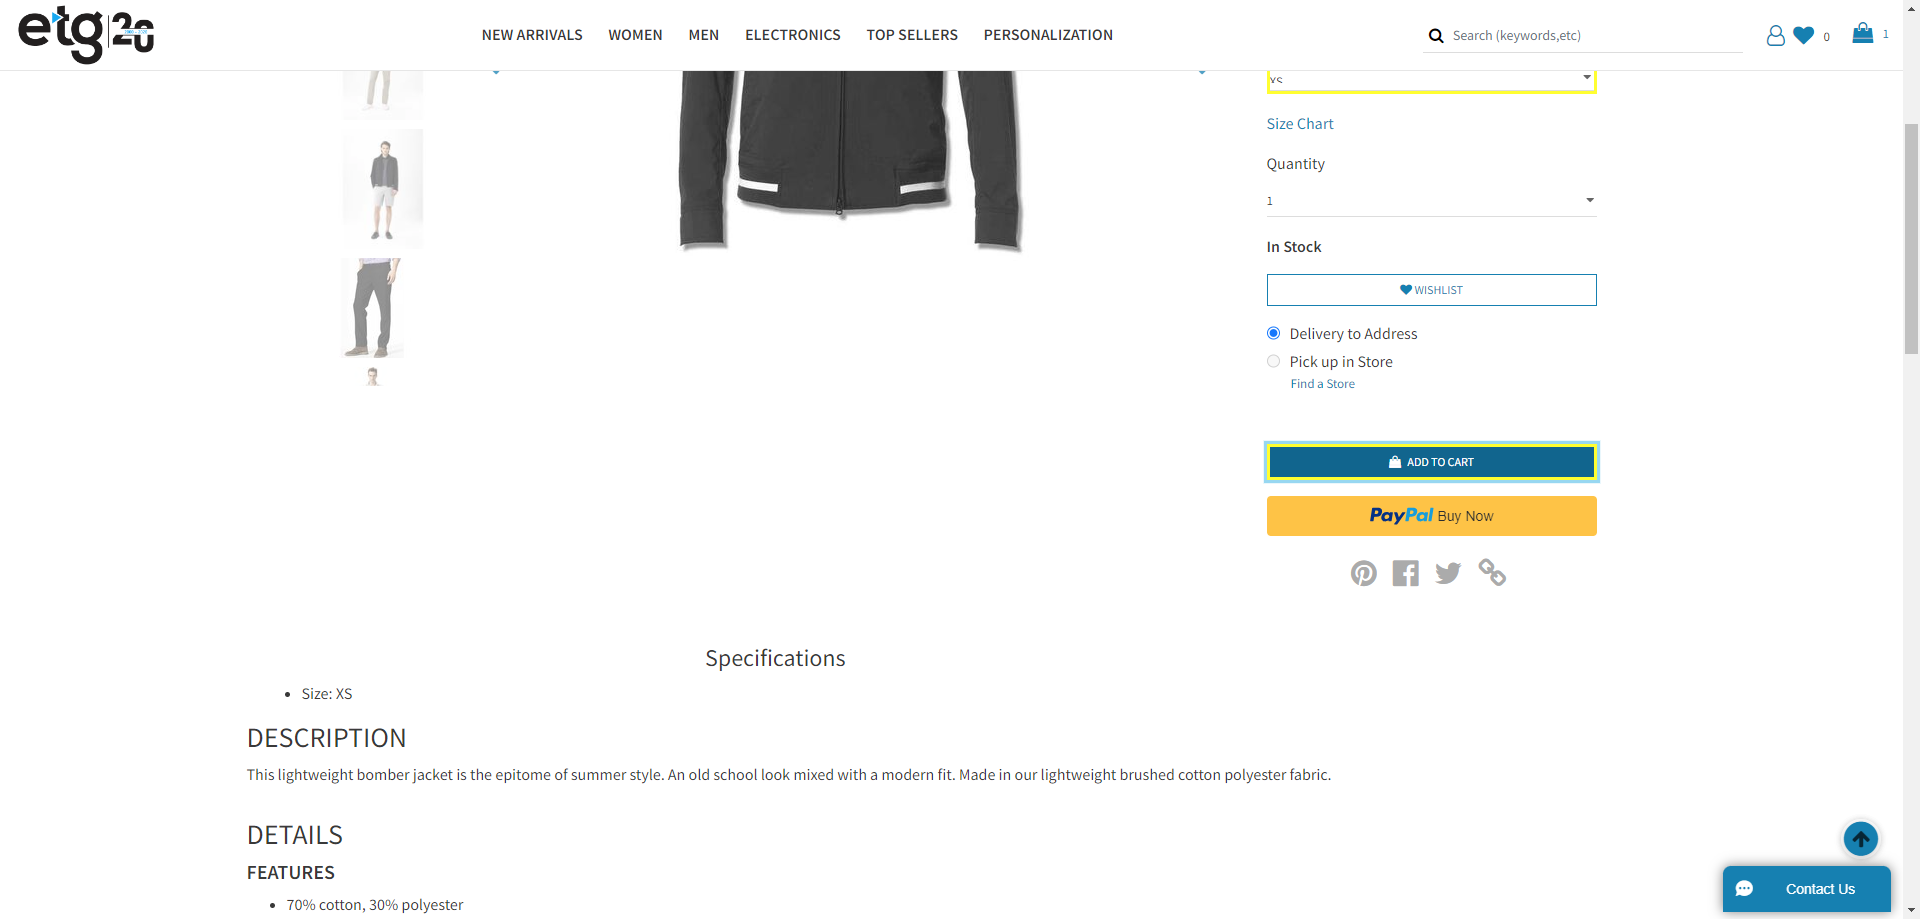 etg 20
NEW ARRIVALS WOMEN MEN ELECTRONICS TOP SELLERS PERSONALIZATION
Search (keywords,etc)
0
1
XS
Size Chart
Quantity
1
In Stock
WISHLIST
Delivery to Address
Pick up in Store
Find a Store
ADD TO CART
PayPal Buy Now
Specifications
• Size: XS
DESCRIPTION
This lightweight bomber jacket is the epitome of summer style. An old school look mixed with a modern fit. Made in our lightweight brushed cotton polyester fabric.
DETAILS
FEATURES
• 70% cotton, 30% polyester
Contact Us